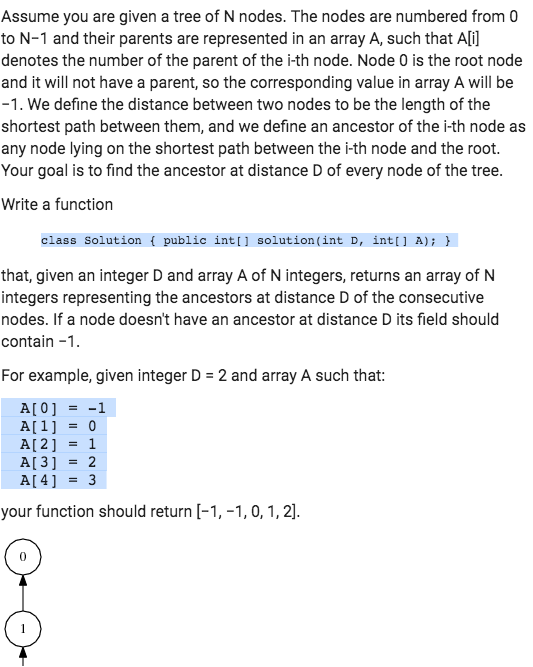 Assume you are given a tree of N nodes. The nodes are numbered from 0
to N-1 and their parents are represented in an array A, such that A[i]
denotes the number of the parent of the i-th node. Node 0 is the root node
and it will not have a parent, so the corresponding value in array A will be
-1. We define the distance between two nodes to be the length of the
shortest path between them, and we define an ancestor of the i-th node as
any node lying on the shortest path between the i-th node and the root.
Your goal is to find the ancestor at distance D of every node of the tree.
Write a function
class Solution { public int[] solution(int D, int[] A); }
that, given an integer D and array A of N integers, returns an array of N
integers representing the ancestors at distance D of the consecutive
nodes. If a node doesn't have an ancestor at distance D its field should
contain -1.
For example, given integer D = 2 and array A such that:
A[0] = -1
A[1] = 0
A[2] = 1
A[3] = 2
A[4] = 3
your function should return [-1, -1, 0, 1, 2].
0
1